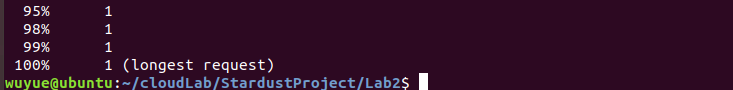 95% 1
98% 1
99% 1
100% 1 (longest request)
wuyue@ubuntu:~/cloudLab/StardustProject/Lab2$